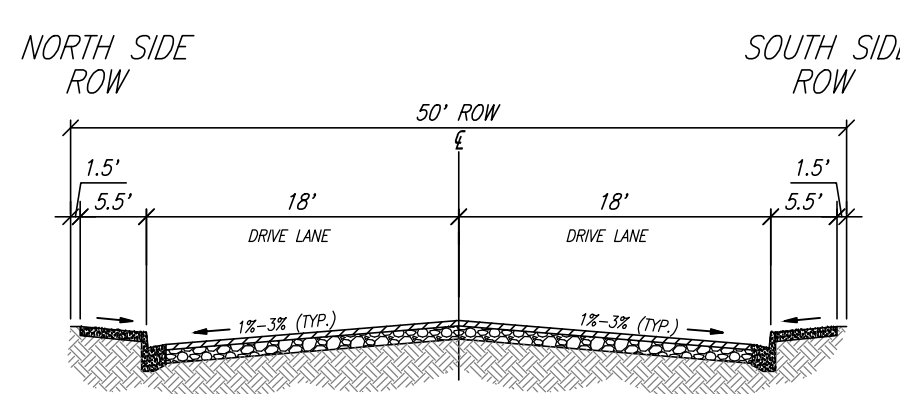 NORTH SIDE
ROW
SOUTH SIDE
ROW
50' ROW
℄
1.5'
1.5'
5.5'
18'
18'
5.5'
DRIVE LANE
DRIVE LANE
1%-3% (TYP.)
1%-3% (TYP.)